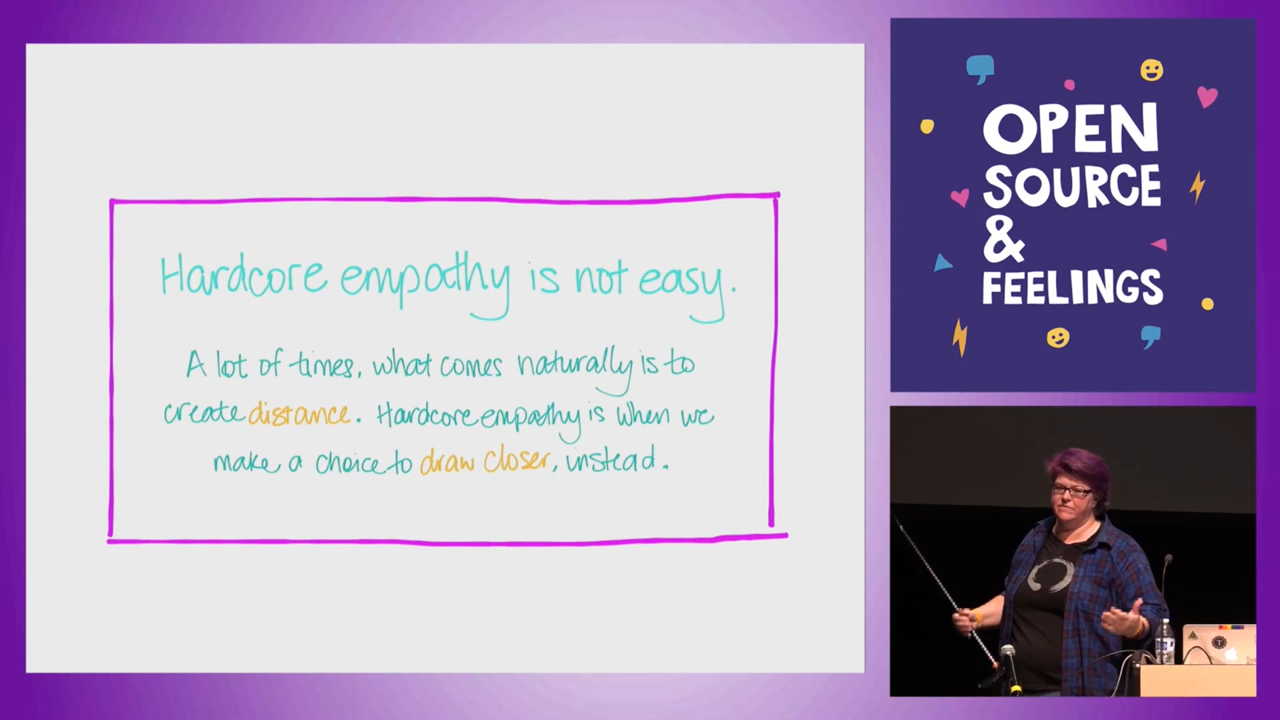 Hardcore empathy is not easy.
A lot of times, what comes naturally is to
create distance. Hardcore empathy is when we
make a choice to draw closer, instead.
OPEN
SOURCE
&
FEELINGS